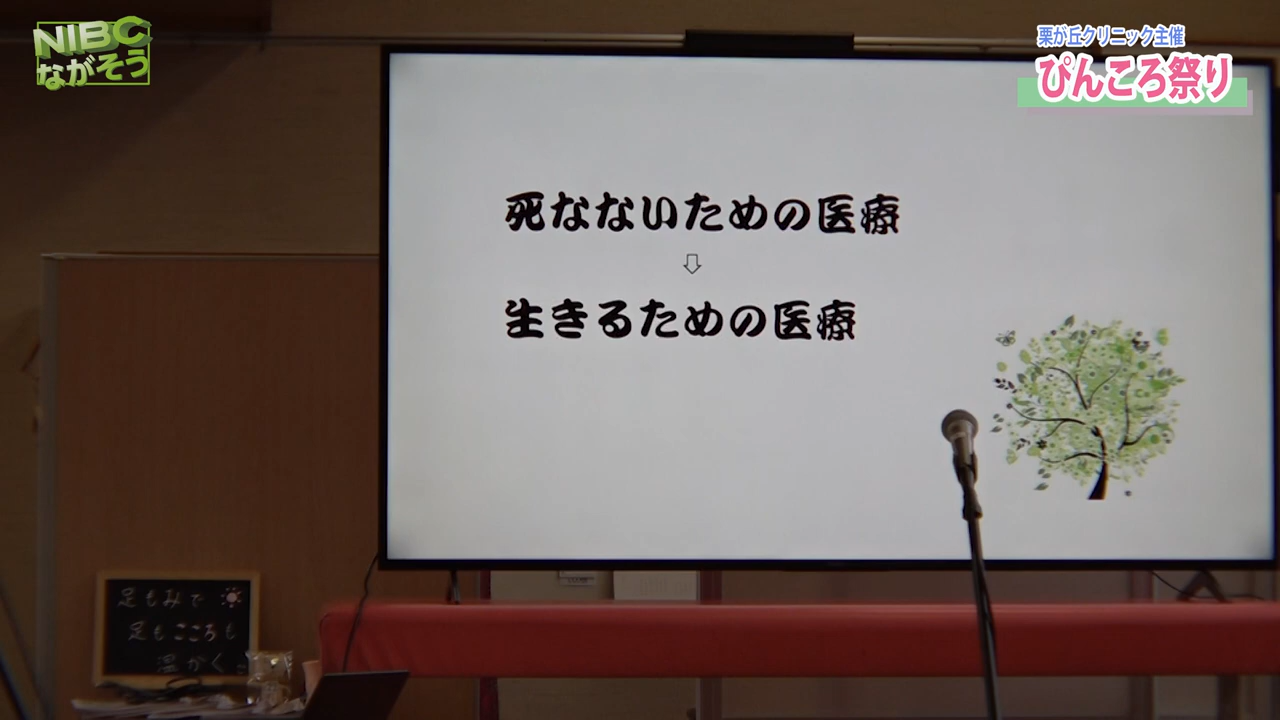 NIBC
ながそう
栗が丘クリニック主催
ぴんころ祭り
死なないための医療
⇩
生きるための医療
足もみで
足もこころも
温かく